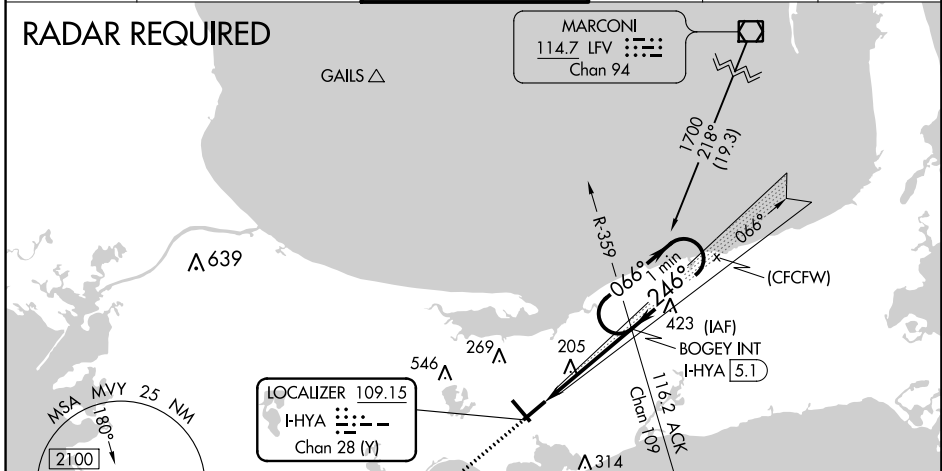 RADAR REQUIRED
MARCONI
114.7 LFV
Chan 94
GAILS
1700
218°
(19.3)
R-359
066°
066° 1 min
246°
(CFCFW)
639
423 (IAF)
BOGEY INT
I-HYA 5.1
205
269
546
LOCALIZER 109.15
I-HYA
Chan 28 (Y)
116.2 ACK
Chan 109
MSA MVY 25 NM
180°
2100
314